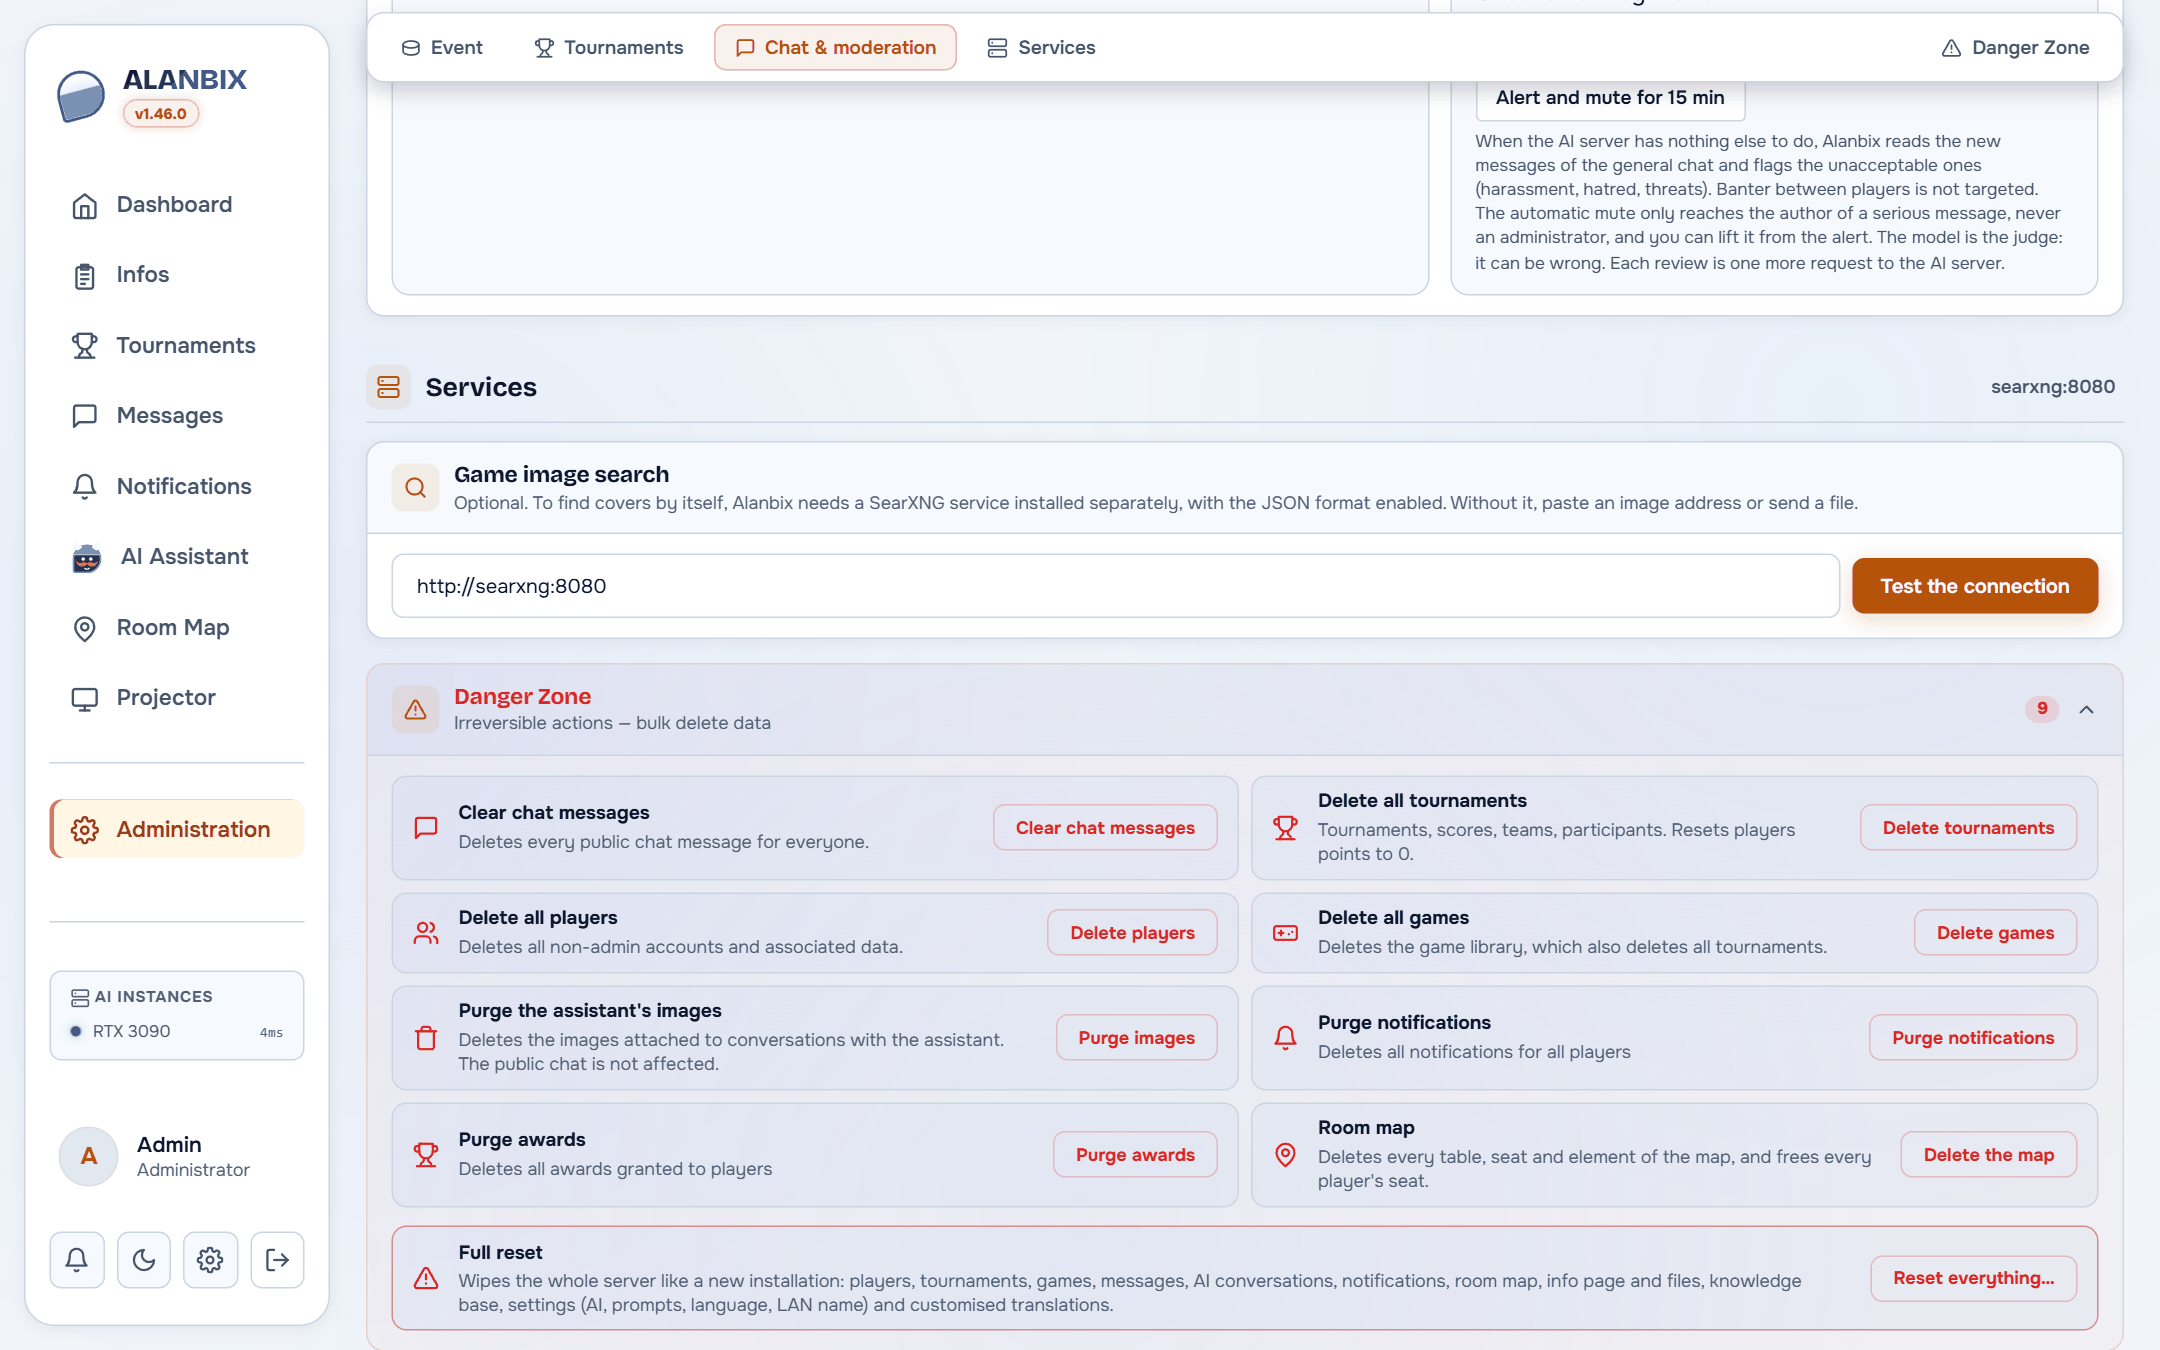 ALANBIX
v1.46.0
Dashboard
Infos
Tournaments
Messages
Notifications
AI Assistant
Room Map
Projector
Administration
AI INSTANCES
RTX 3090 4ms
A
Admin
Administrator
Event
Tournaments
Chat & moderation
Services
Danger Zone
Alert and mute for 15 min
When the AI server has nothing else to do, Alanbix reads the new
messages of the general chat and flags the unacceptable ones
(harassment, hatred, threats). Banter between players is not targeted.
The automatic mute only reaches the author of a serious message, never
an administrator, and you can lift it from the alert. The model is the judge:
it can be wrong. Each review is one more request to the AI server.
Services
searxng:8080
Game image search
Optional. To find covers by itself, Alanbix needs a SearXNG service installed separately, with the JSON format enabled. Without it, paste an image address or send a file.
http://searxng:8080
Test the connection
Danger Zone
Irreversible actions — bulk delete data
9
Clear chat messages
Deletes every public chat message for everyone.
Clear chat messages
Delete all tournaments
Tournaments, scores, teams, participants. Resets players
points to 0.
Delete tournaments
Delete all players
Deletes all non-admin accounts and associated data.
Delete players
Delete all games
Deletes the game library, which also deletes all tournaments.
Delete games
Purge the assistant's images
Deletes the images attached to conversations with the assistant.
The public chat is not affected.
Purge images
Purge notifications
Deletes all notifications for all players
Purge notifications
Purge awards
Deletes all awards granted to players
Purge awards
Room map
Deletes every table, seat and element of the map, and frees every
player's seat.
Delete the map
Full reset
Wipes the whole server like a new installation: players, tournaments, games, messages, AI conversations, notifications, room map, info page and files, knowledge
base, settings (AI, prompts, language, LAN name) and customised translations.
Reset everything...